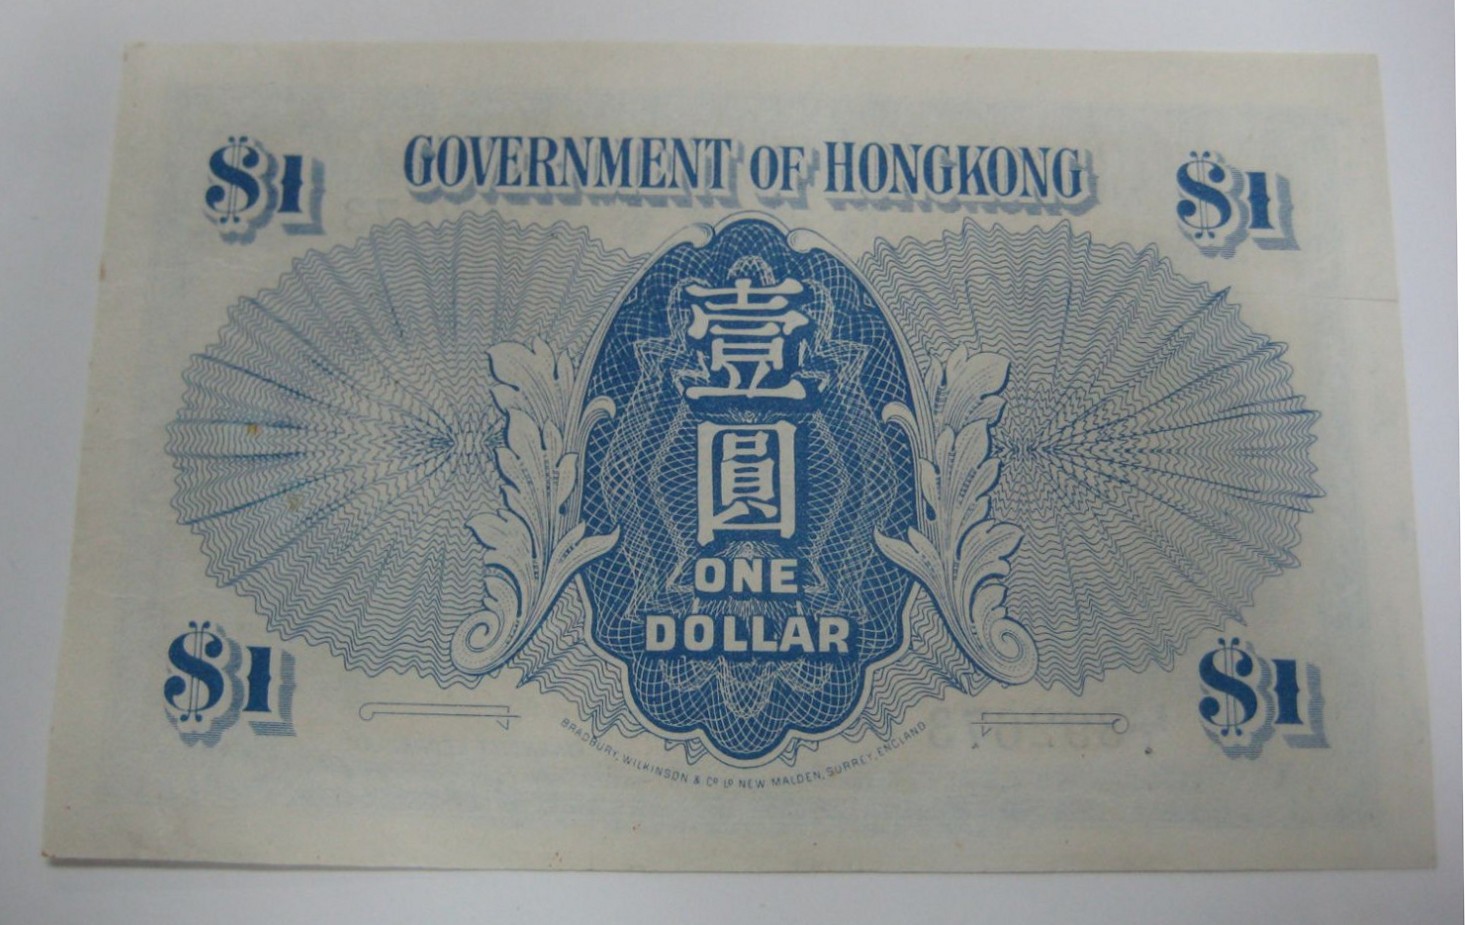 GOVERNMENT OF HONGKONG
$1
$1
壹
圓
ONE
DOLLAR
$1
$1
BRADBURY, WILKINSON & Cº Lᴰ NEW MALDEN, SURREY, ENGLAND